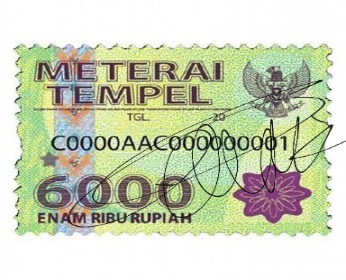 METERAI
TEMPEL
TGL. 20
C0000AAC000000001
6000
ENAM RIBU RUPIAH